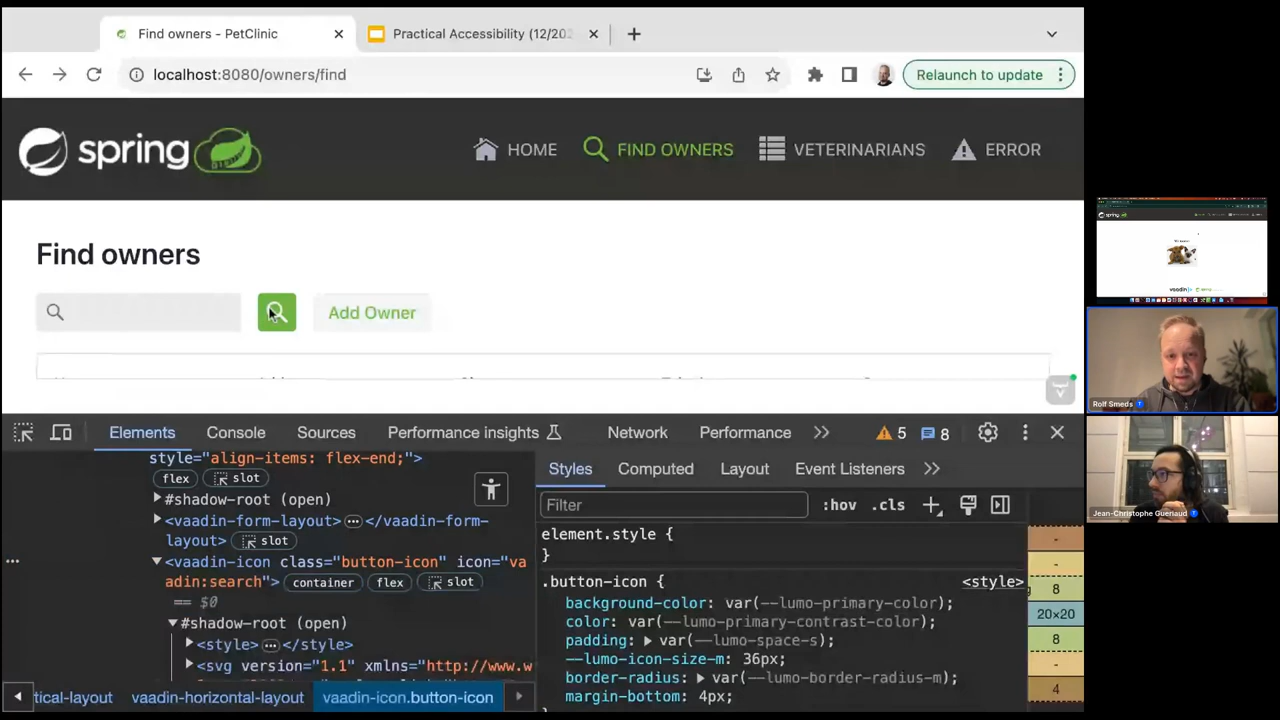 Find owners - PetClinic
Practical Accessibility (12/202
localhost:8080/owners/find
Relaunch to update
spring
HOME
FIND OWNERS
VETERINARIANS
ERROR
Find owners
Add Owner
Rolf Smeds
Jean-Christophe Gueriaud
Elements
Console
Sources
Performance insights
Network
Performance
5
8
style="align-items: flex-end;">
flex
slot
#shadow-root (open)
<vaadin-form-layout> </vaadin-form-
layout>
slot
<vaadin-icon class="button-icon" icon="va
adin:search">
container
flex
slot
== $0
#shadow-root (open)
<style> </style>
<svg version="1.1" xmlns="http://www.w
tical-layout
vaadin-horizontal-layout
vaadin-icon.button-icon
Styles
Computed
Layout
Event Listeners
Filter
:hov
.cls
element.style {
}
.button-icon {
<style>
background-color: var(--lumo-primary-color);
color: var(--lumo-primary-contrast-color);
padding: var(--lumo-space-s);
--lumo-icon-size-m: 36px;
border-radius: var(--lumo-border-radius-m);
margin-bottom: 4px;
-
-
8
20×20
8
-
-
4